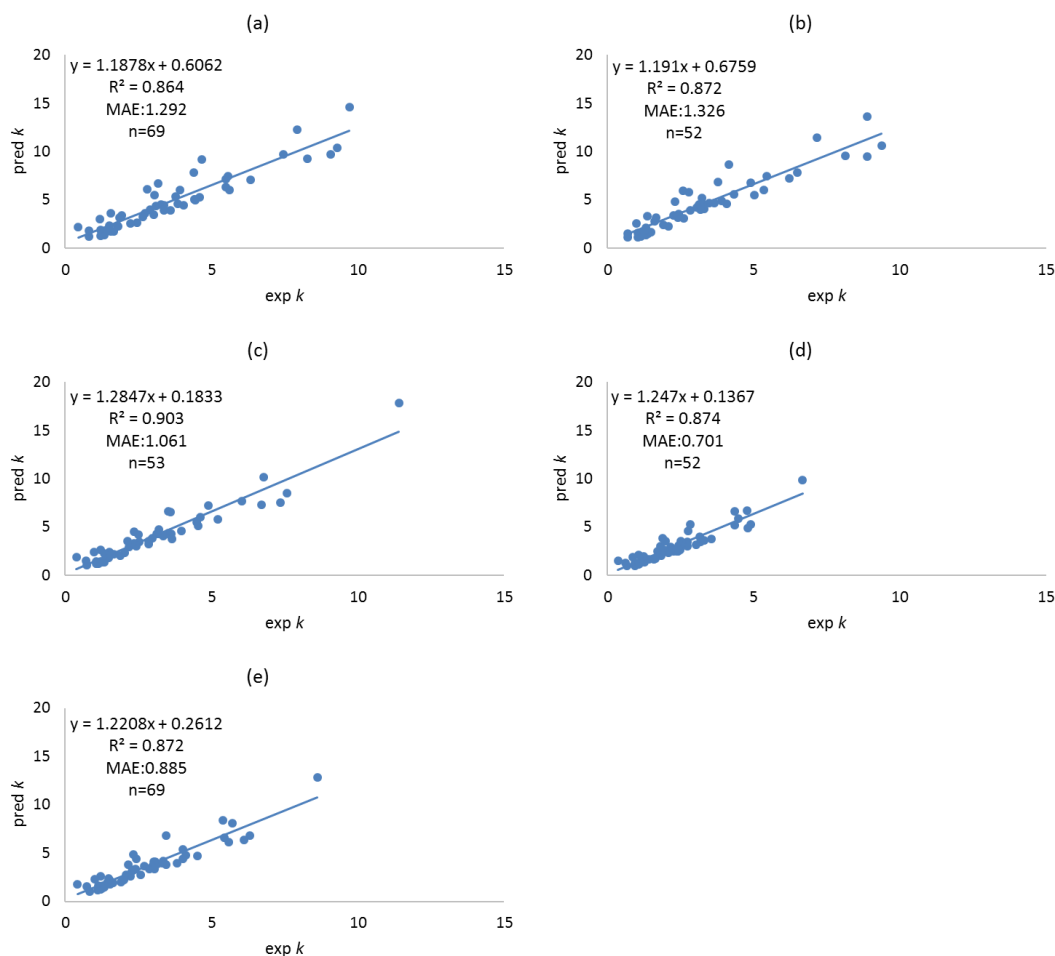 (a)
20
15
10
5
0
pred k
y = 1.1878x + 0.6062
R² = 0.864
MAE:1.292
n=69
0 5 10 15
exp k
(b)
20
15
10
5
0
pred k
y = 1.191x + 0.6759
R² = 0.872
MAE:1.326
n=52
0 5 10 15
exp k
(c)
20
15
10
5
0
pred k
y = 1.2847x + 0.1833
R² = 0.903
MAE:1.061
n=53
0 5 10 15
exp k
(d)
20
15
10
5
0
pred k
y = 1.247x + 0.1367
R² = 0.874
MAE:0.701
n=52
0 5 10 15
exp k
(e)
20
15
10
5
0
pred k
y = 1.2208x + 0.2612
R² = 0.872
MAE:0.885
n=69
0 5 10 15
exp k